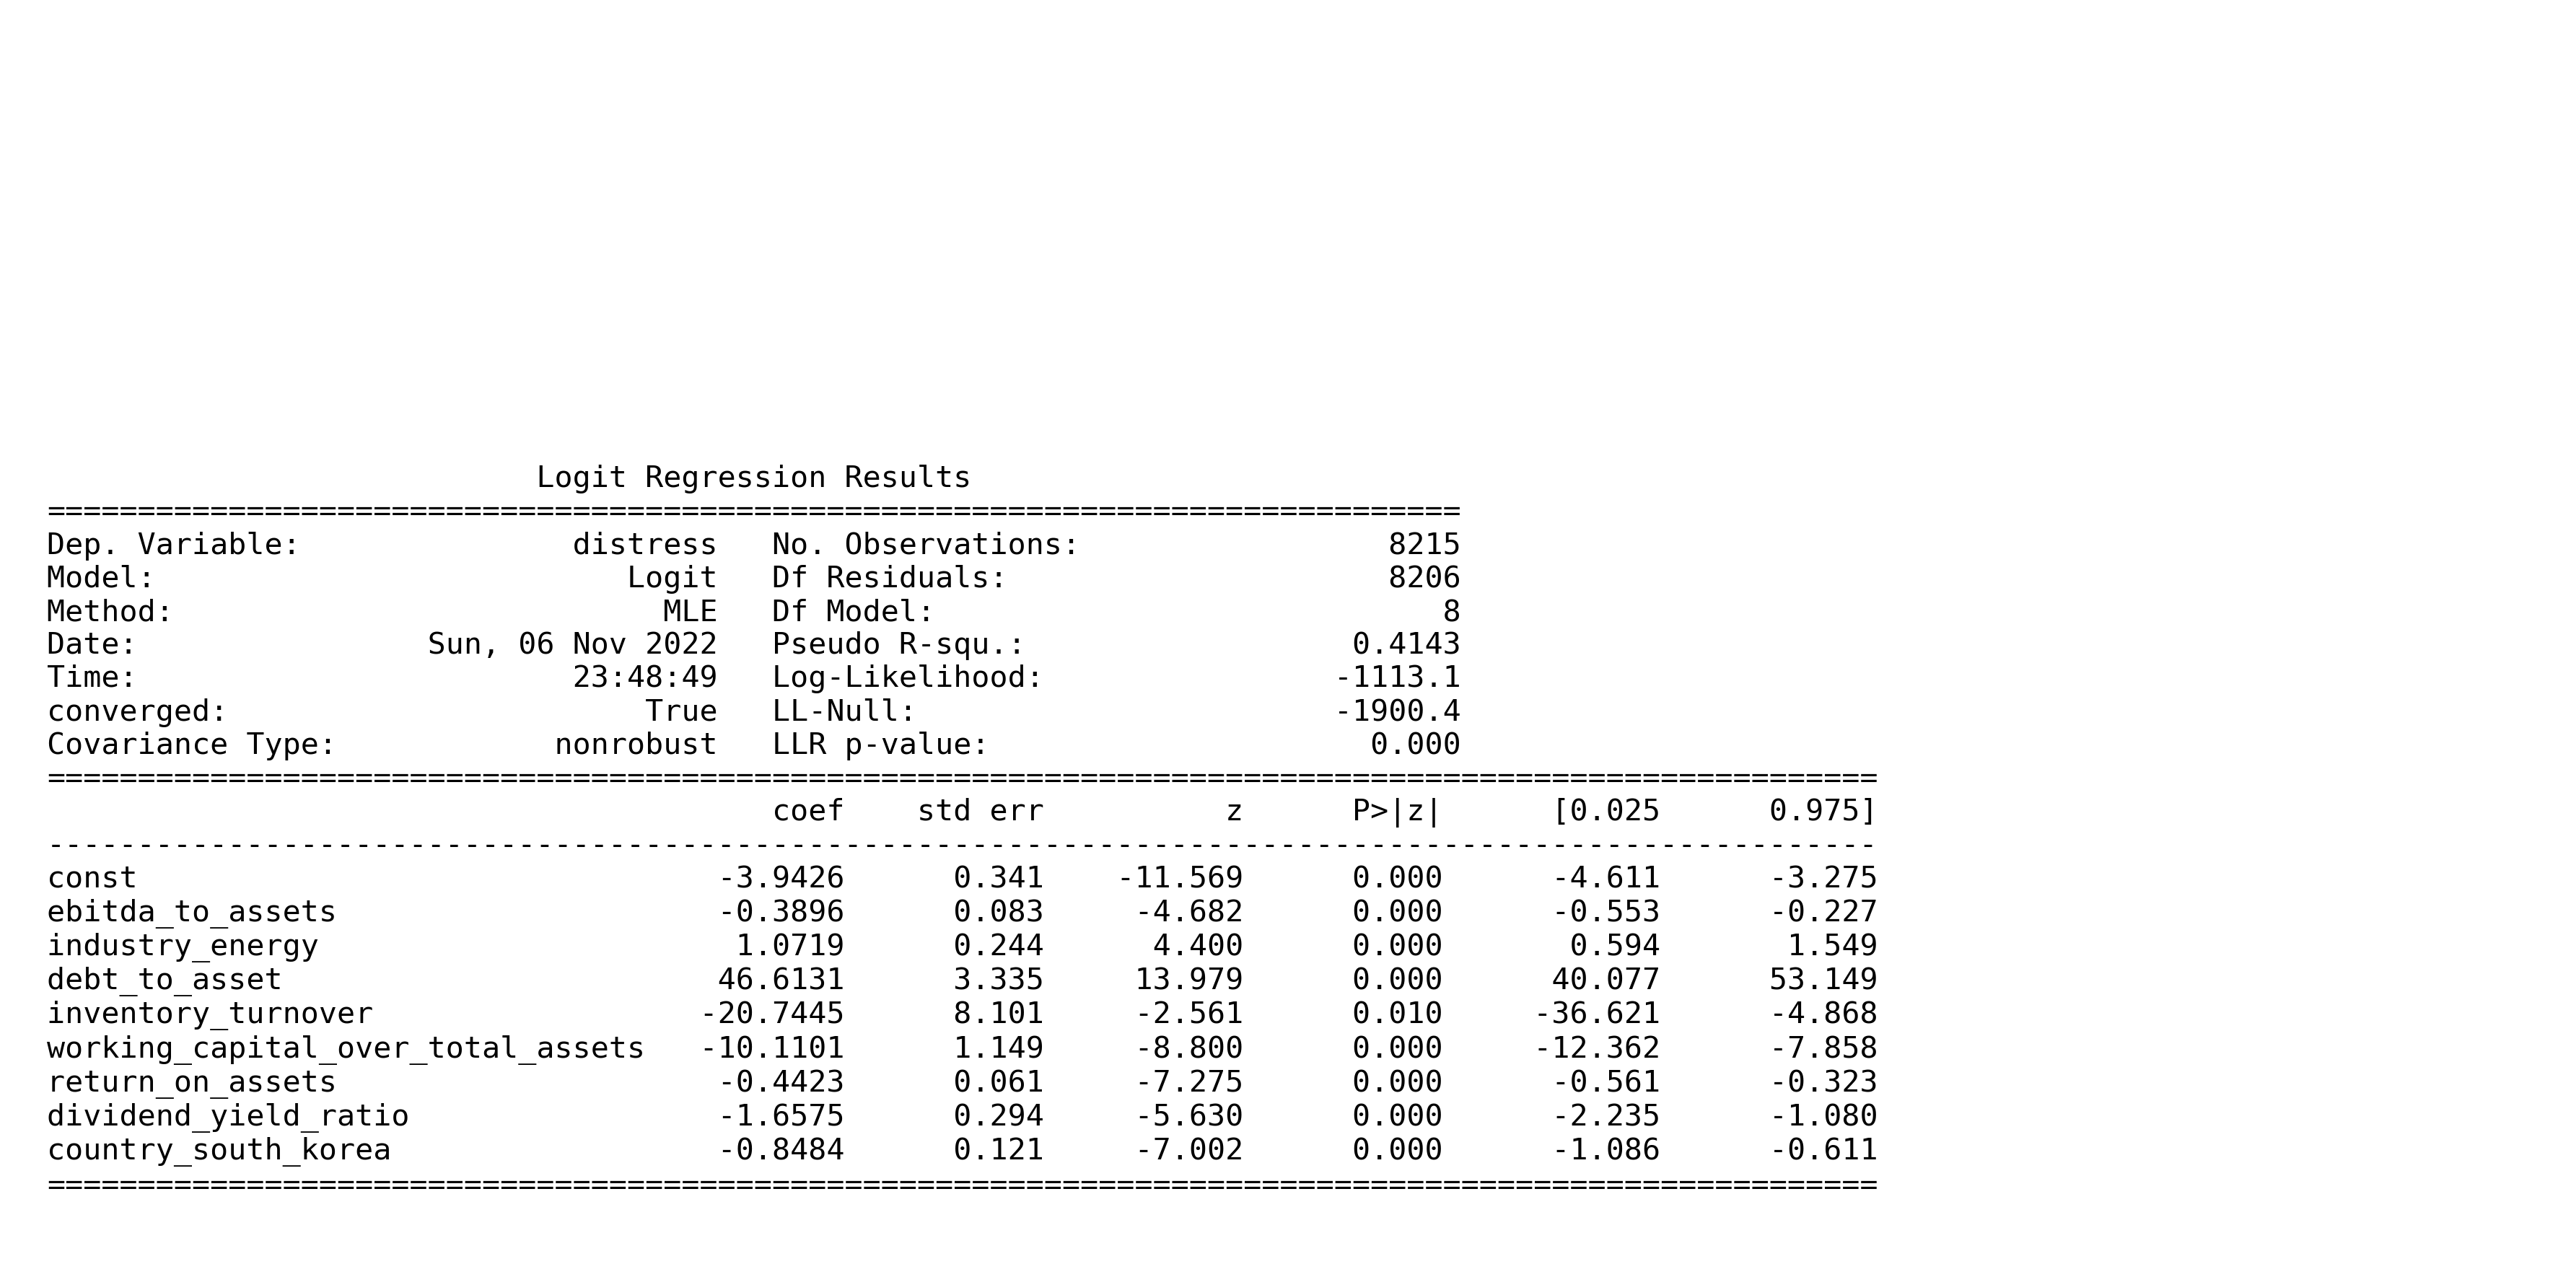 Logit Regression Results
==============================================================================
Dep. Variable:               distress   No. Observations:                 8215
Model:                          Logit   Df Residuals:                     8206
Method:                           MLE   Df Model:                            8
Date:                Sun, 06 Nov 2022   Pseudo R-squ.:                  0.4143
Time:                        23:48:49   Log-Likelihood:                -1113.1
converged:                       True   LL-Null:                       -1900.4
Covariance Type:            nonrobust   LLR p-value:                     0.000
=====================================================================================================
                                        coef    std err          z      P>|z|      [0.025      0.975]
-----------------------------------------------------------------------------------------------------
const                                -3.9426      0.341    -11.569      0.000      -4.611      -3.275
ebitda_to_assets                     -0.3896      0.083     -4.682      0.000      -0.553      -0.227
industry_energy                       1.0719      0.244      4.400      0.000       0.594       1.549
debt_to_asset                        46.6131      3.335     13.979      0.000      40.077      53.149
inventory_turnover                  -20.7445      8.101     -2.561      0.010     -36.621      -4.868
working_capital_over_total_assets   -10.1101      1.149     -8.800      0.000     -12.362      -7.858
return_on_assets                     -0.4423      0.061     -7.275      0.000      -0.561      -0.323
dividend_yield_ratio                 -1.6575      0.294     -5.630      0.000      -2.235      -1.080
country_south_korea                  -0.8484      0.121     -7.002      0.000      -1.086      -0.611
=====================================================================================================